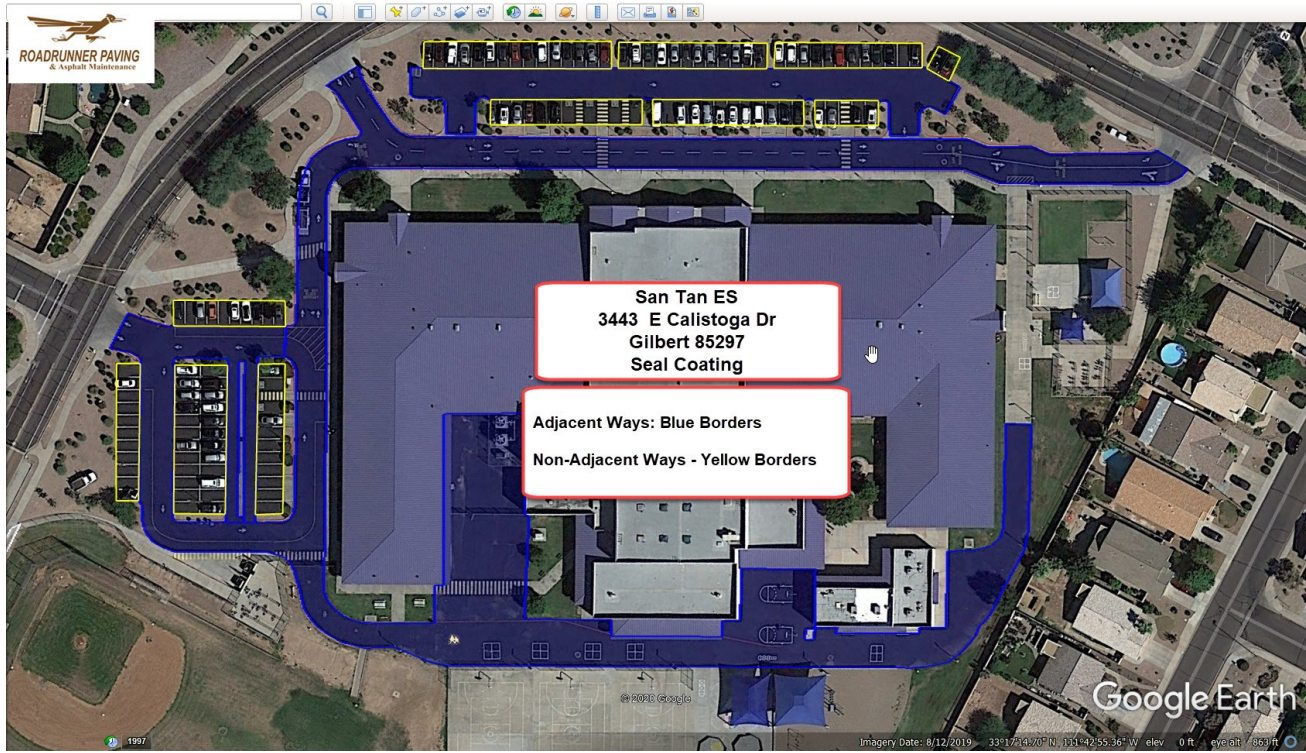 ROADRUNNER PAVING
& Asphalt Maintenance
San Tan ES
3443 E Calistoga Dr
Gilbert 85297
Seal Coating
Adjacent Ways: Blue Borders
Non-Adjacent Ways - Yellow Borders
© 2020 Google
Google Earth
1997
Imagery Date: 8/12/2019 33°17'14.70" N 111°42'55.36" W elev 0 ft eye alt 863 ft